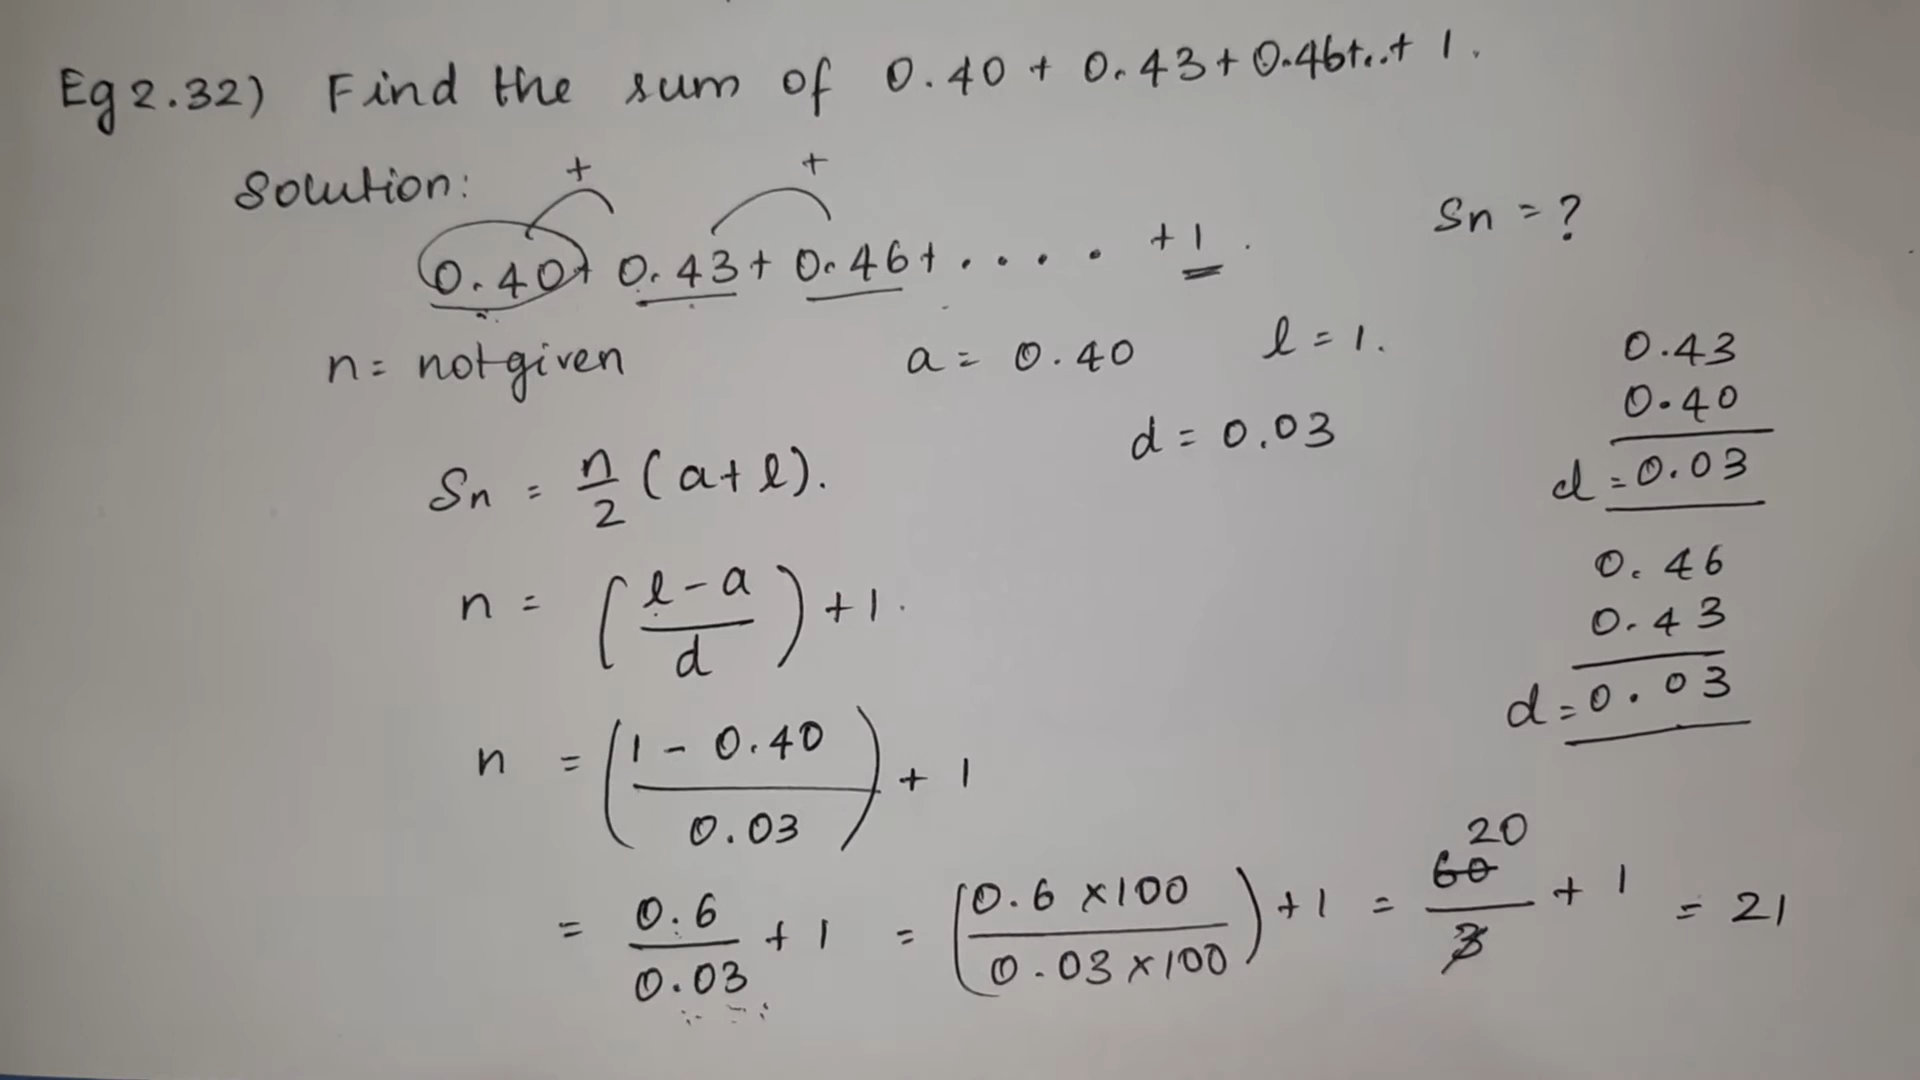 Eg 2.32) Find the sum of 0.40 + 0.43 + 0.46 + .. + 1.
Solution:
+ +
0.40 + 0.43 + 0.46 + . . . . + 1.
Sn = ?
n = not given a = 0.40 l = 1.
d = 0.03
0.43
0.40
d = 0.03
Sn = n/2 (a + l).
0.46
0.43
d = 0.03
n = (l - a / d) + 1.
n = (1 - 0.40 / 0.03) + 1
= 0.6 / 0.03 + 1 = (0.6 × 100 / 0.03 × 100) + 1 = 60 / 3 + 1 = 21
20